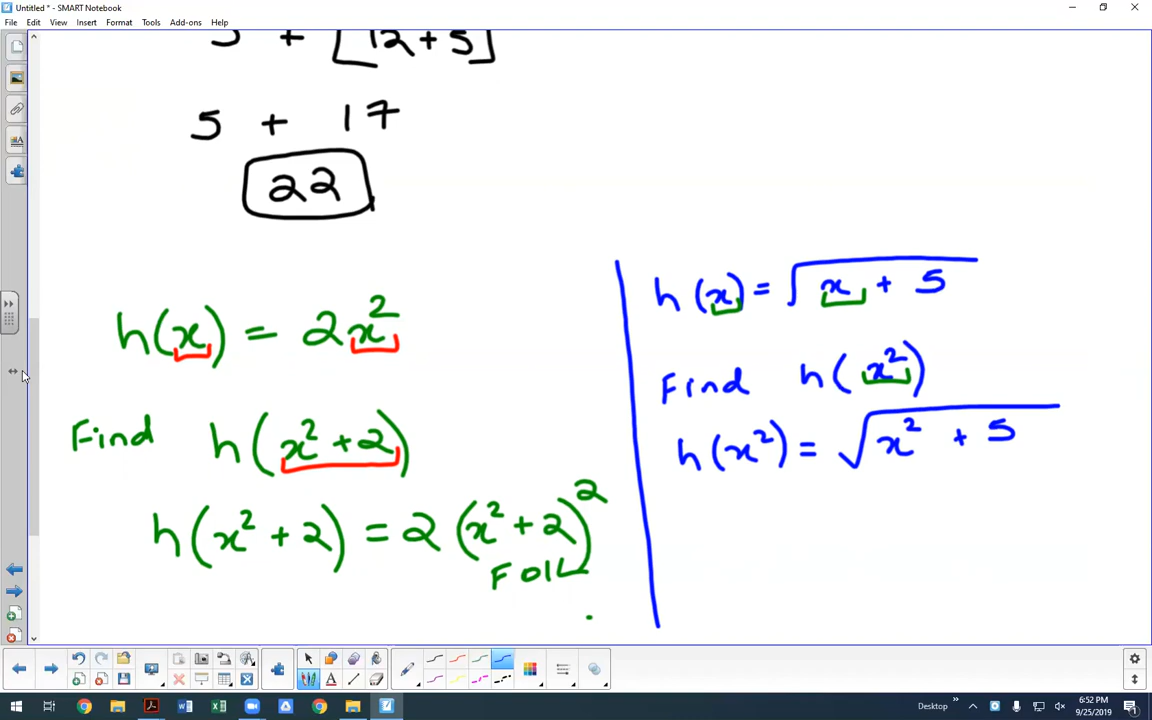 Untitled * - SMART Notebook
File Edit View Insert Format Tools Add-ons Help
5 + [12+5]
5 + 17
22
h(x) = 2x²
Find h(x²+2)
h(x²+2) = 2(x²+2)²
FOIL
h(x) = √(x + 5)
Find h(x²)
h(x²) = √(x² + 5)
Desktop
6:52 PM
9/25/2019